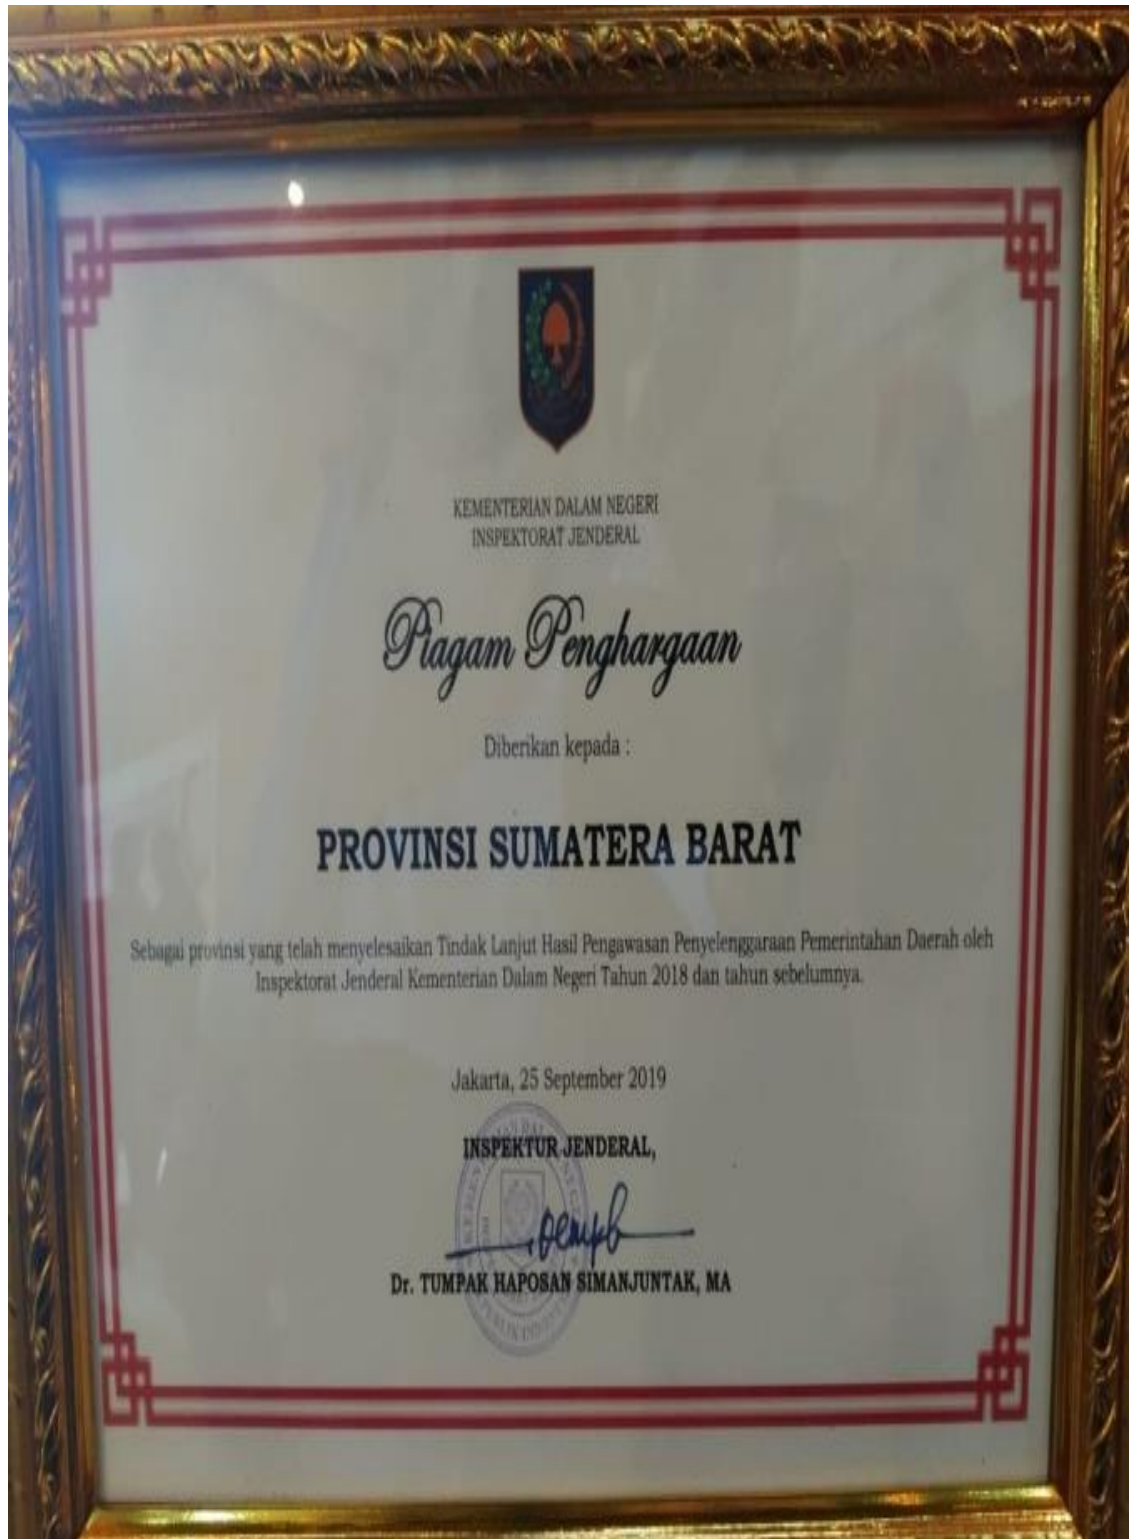 KEMENTERIAN DALAM NEGERI
INSPEKTORAT JENDERAL
Piagam Penghargaan
Diberikan kepada :
PROVINSI SUMATERA BARAT
Sebagai provinsi yang telah menyelesaikan Tindak Lanjut Hasil Pengawasan Penyelenggaraan Pemerintahan Daerah oleh
Inspektorat Jenderal Kementerian Dalam Negeri Tahun 2018 dan tahun sebelumnya.
Jakarta, 25 September 2019
INSPEKTUR JENDERAL,
Dr. TUMPAK HAPOSAN SIMANJUNTAK, MA